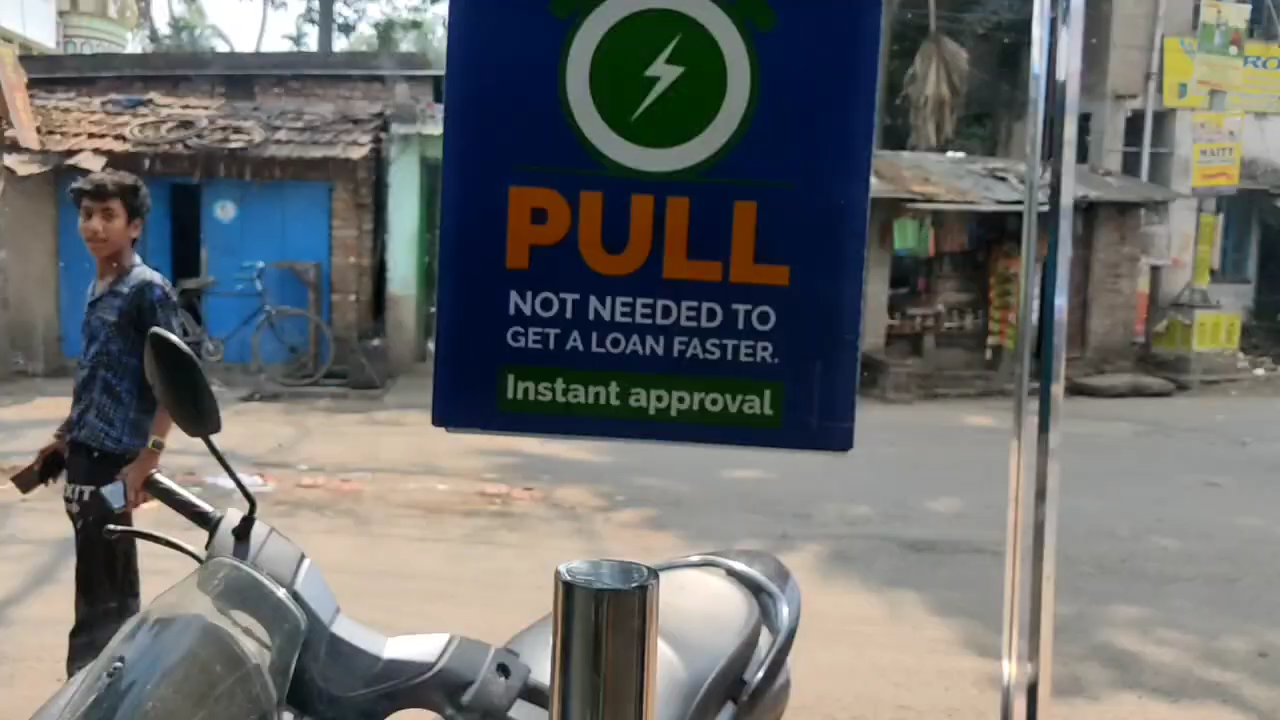 PULL
NOT NEEDED TO
GET A LOAN FASTER.
Instant approval
MAITY